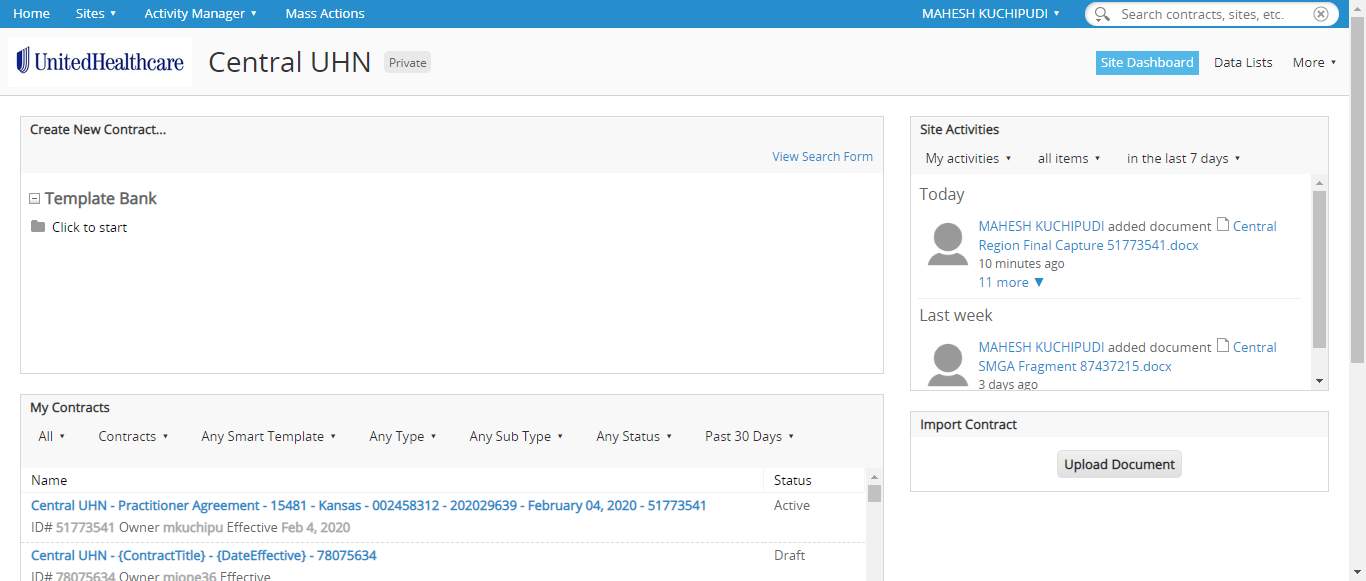 Home Sites Activity Manager Mass Actions MAHESH KUCHIPUDI Search contracts, sites, etc.
UnitedHealthcare Central UHN Private Site Dashboard Data Lists More
Create New Contract...
View Search Form
Template Bank
Click to start
Site Activities
My activities all items in the last 7 days
Today
MAHESH KUCHIPUDI added document Central
Region Final Capture 51773541.docx
10 minutes ago
11 more
Last week
MAHESH KUCHIPUDI added document Central
SMGA Fragment 87437215.docx
3 days ago
My Contracts
All Contracts Any Smart Template Any Type Any Sub Type Any Status Past 30 Days
Name Status
Central UHN - Practitioner Agreement - 15481 - Kansas - 002458312 - 202029639 - February 04, 2020 - 51773541 Active
ID# 51773541 Owner mkuchipu Effective Feb 4, 2020
Central UHN - {ContractTitle} - {DateEffective} - 78075634 Draft
ID# 78075634 Owner mjone36 Effective
Import Contract
Upload Document